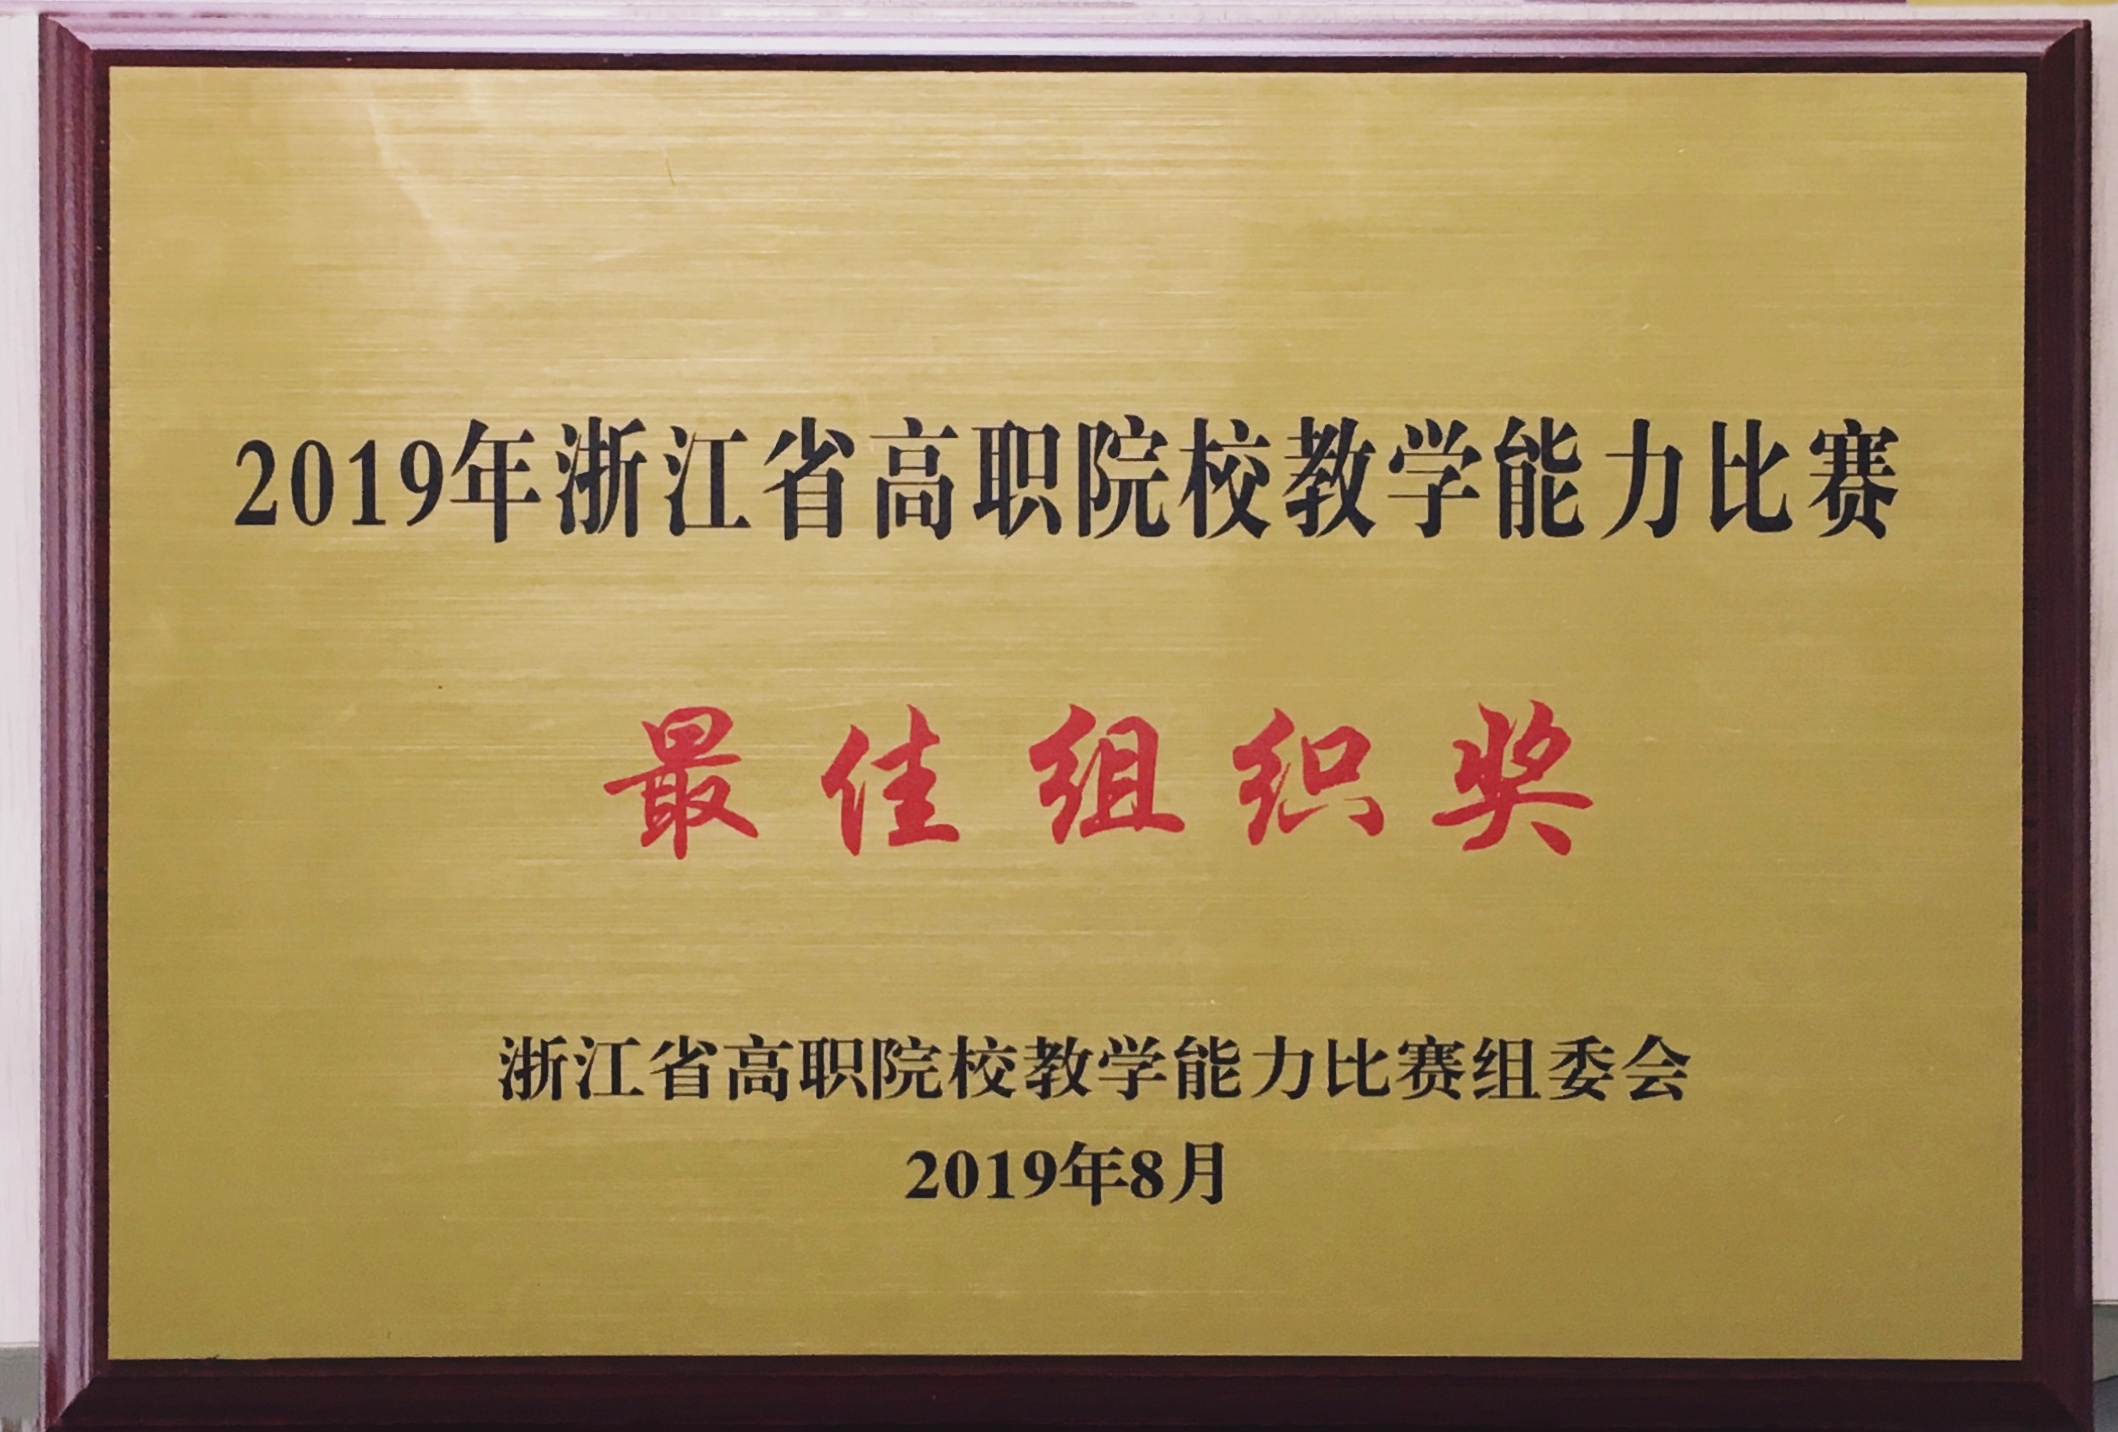 2019年浙江省高职院校教学能力比赛
最佳组织奖
浙江省高职院校教学能力比赛组委会
2019年8月